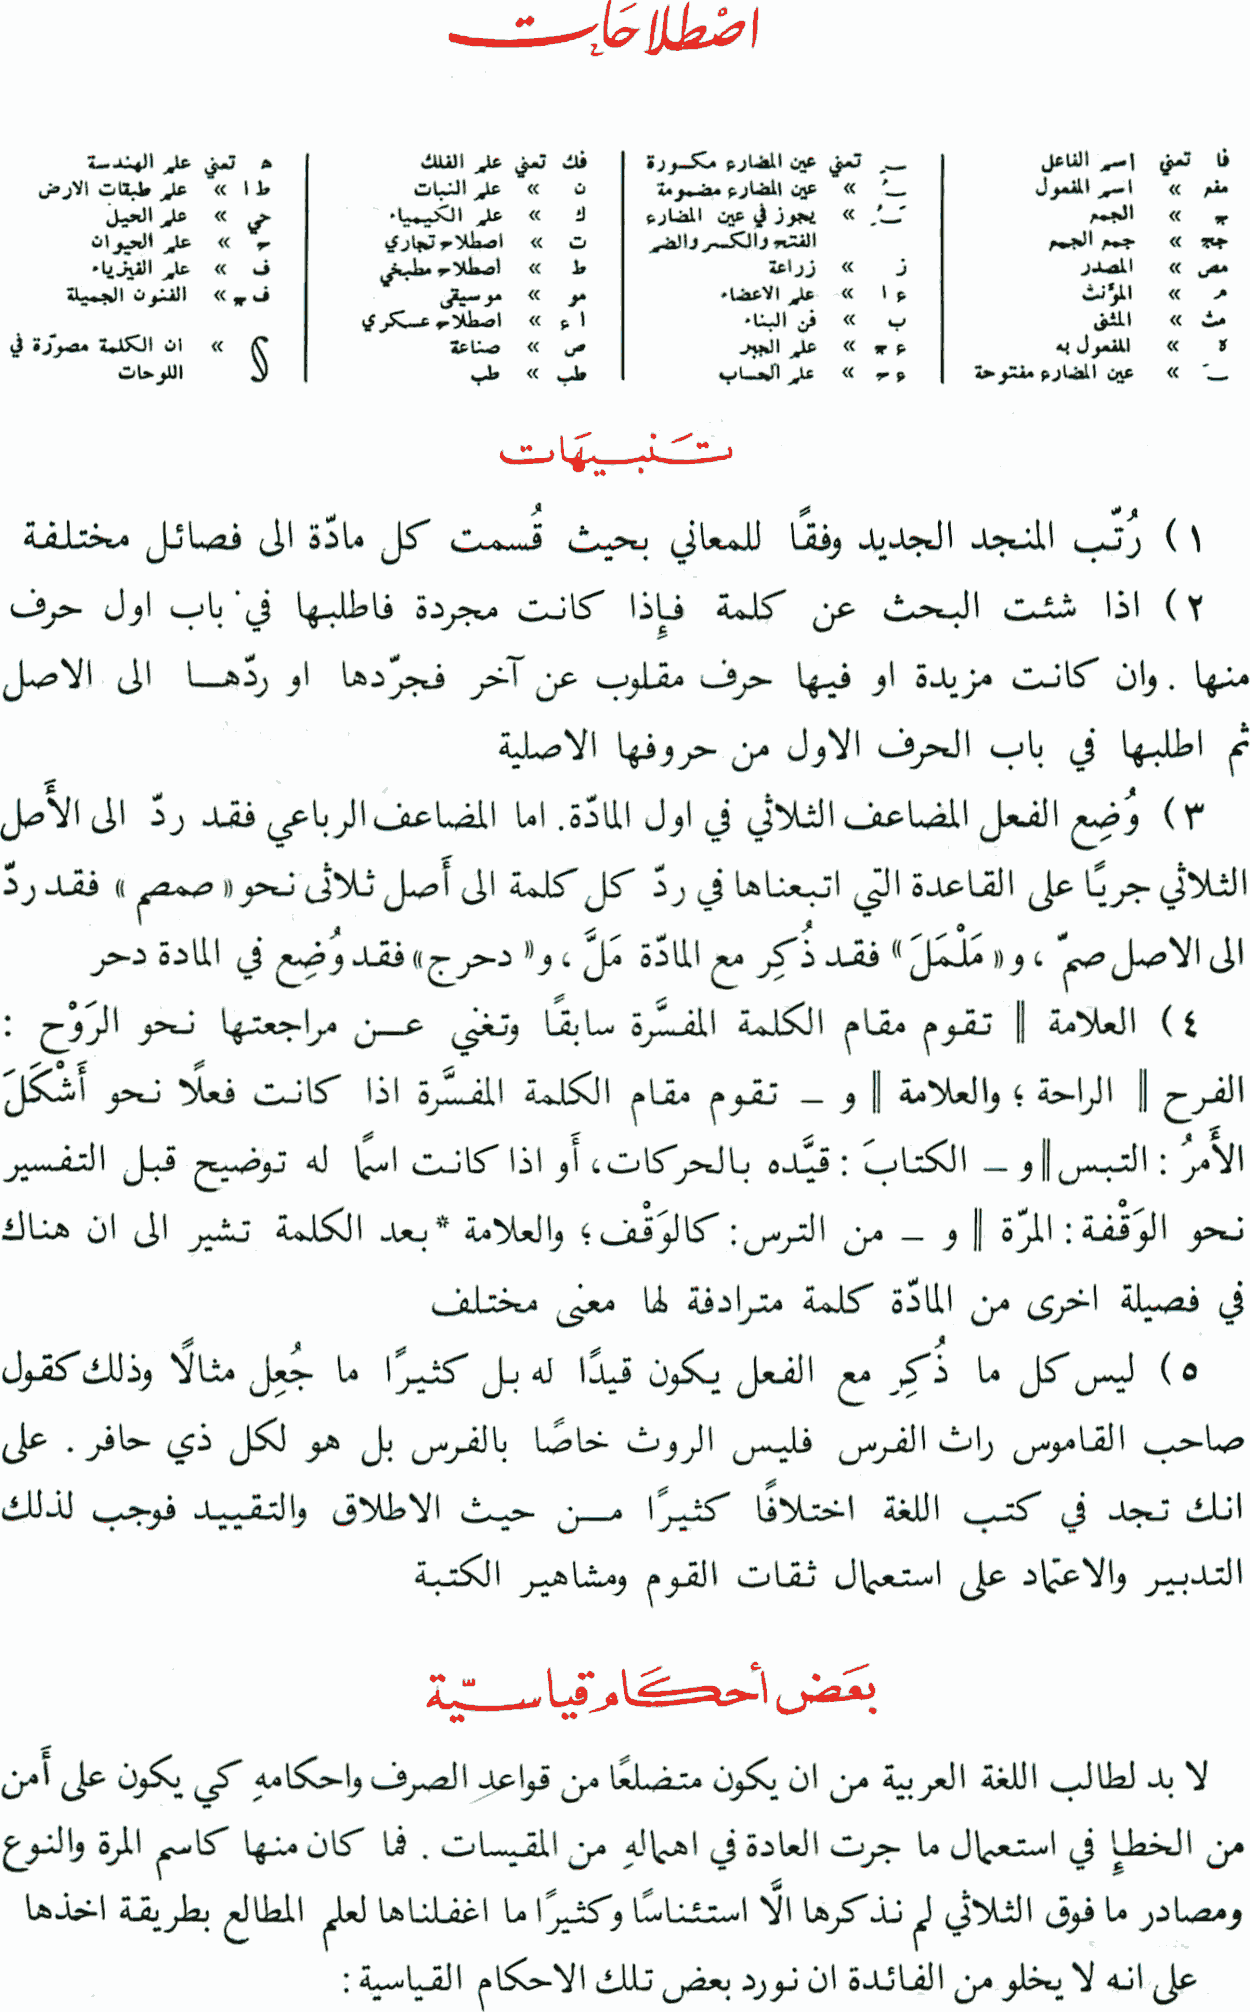 اصْطلاحَات
فا تعني اسم الفاعل
مفم » اسم المفعول
ج » الجمع
جج » جمع الجمع
مص » المصدر
م » المؤنث
مث » المثنى
ه » المفعول به
ـَ » عين المضارع مفتوحة
ـِ تعني عين المضارع مكسورة
ـُ » عين المضارع مضمومة
ـَُِ » يجوز في عين المضارع
الفتح والكسر والضم
ز » زراعة
ع ا » علم الاعضاء
ب » فن البناء
ع ج » علم الجبر
ع ح » علم الحساب
فك تعني علم الفلك
ن » علم النبات
ك » علم الكيمياء
ت » اصطلاح تجاري
ط » اصطلاح مطبخي
مو » موسيقى
ا ع » اصطلاح عسكري
ص » صناعة
طب » طب
ه تعني علم الهندسة
ط ا » علم طبقات الارض
حي » علم الحيل
ح » علم الحيوان
ف » علم الفيزياء
ف ج » الفنون الجميلة
» ان الكلمة مصورّة في
اللوحات
تَنبيهَات
١) رُتّب المنجد الجديد وفقًا للمعاني بحيث قُسمت كل مادّة الى فصائل مختلفة
٢) اذا شئت البحث عن كلمة فإِذا كانت مجردة فاطلبها في باب اول حرف
منها . وان كانت مزيدة او فيها حرف مقلوب عن آخر فجرّدها او ردّها الى الاصل
ثم اطلبها في باب الحرف الاول من حروفها الاصلية
٣) وُضِع الفعل المضاعف الثلاثي في اول المادّة. اما المضاعف الرباعي فقد ردّ الى الأَصل
الثلاثي جريًا على القاعدة التي اتبعناها في ردّ كل كلمة الى أَصل ثلاثى نحو « صمصم » فقد ردّ
الى الاصل صمّ ، و « مَلْمَلَ » فقد ذُكِر مع المادّة مَلَّ ، و « دحرج » فقد وُضِع في المادة دحر
٤) العلامة ‖ تقوم مقام الكلمة المفسَّرة سابقًا وتغني عن مراجعتها نحو الرَوْح :
الفرح ‖ الراحة ؛ والعلامة ‖ و – تقوم مقام الكلمة المفسَّرة اذا كانت فعلًا نحو أَشْكَلَ
الأَمرُ : التبس ‖ و – الكتابَ : قيَّده بالحركات، أَو اذا كانت اسمًا له توضيح قبل التفسير
نحو الوَقْفة : المرّة ‖ و – من الترس : كالوَقْف ؛ والعلامة * بعد الكلمة تشير الى ان هناك
في فصيلة اخرى من المادّة كلمة مترادفة لها معنى مختلف
٥) ليس كل ما ذُكِر مع الفعل يكون قيدًا له بل كثيرًا ما جُعِل مثالًا وذلك كقول
صاحب القاموس راث الفرس فليس الروث خاصًا بالفرس بل هو لكل ذي حافر . على
انك تجد في كتب اللغة اختلافًا كثيرًا من حيث الاطلاق والتقييد فوجب لذلك
التدبير والاعتماد على استعمال ثقات القوم ومشاهير الكتبة
بعَض أحكَام قياسيّة
لا بد لطالب اللغة العربية من ان يكون متضلعًا من قواعد الصرف واحكامهِ كي يكون على أَمن
من الخطإِ في استعمال ما جرت العادة في اهمالهِ من المقيسات . فما كان منها كاسم المرة والنوع
ومصادر ما فوق الثلاثي لم نذكرها الَّا استئناسًا وكثيرًا ما اغفلناها لعلم المطالع بطريقة اخذها
على انه لا يخلو من الفائدة ان نورد بعض تلك الاحكام القياسية :